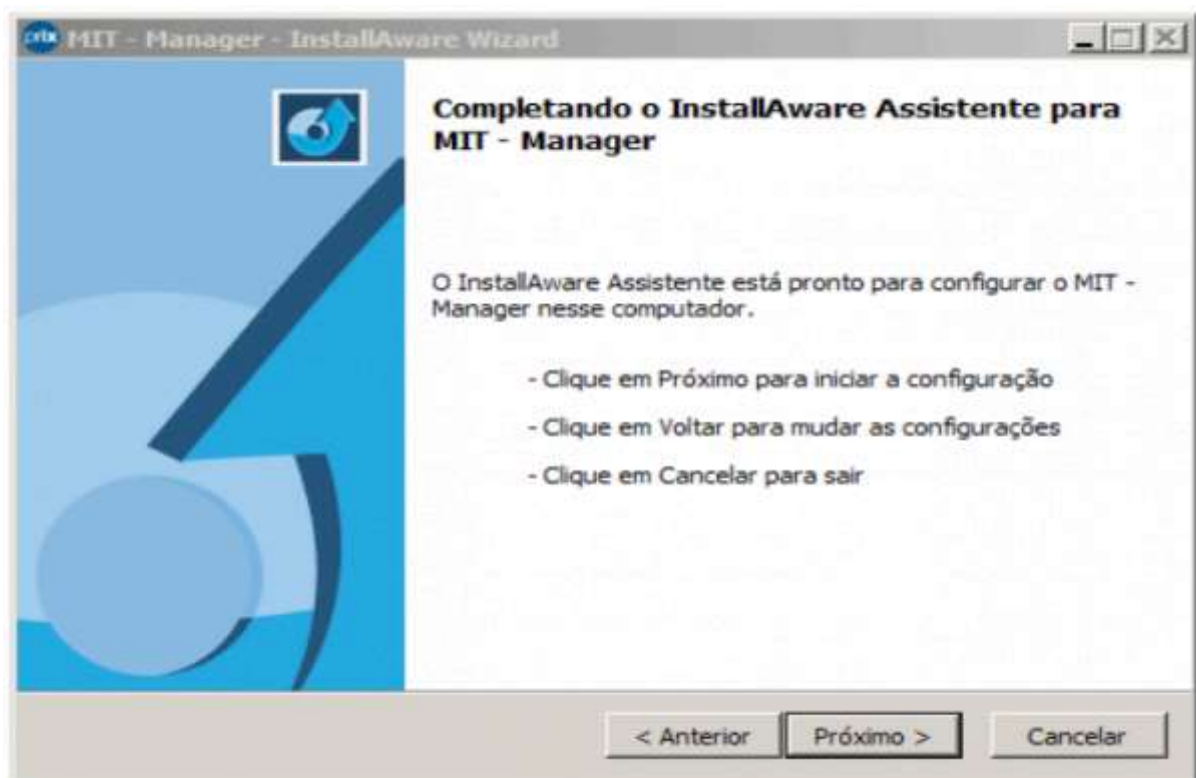 prix MIT - Manager - InstallAware Wizard
Completando o InstallAware Assistente para
MIT - Manager
O InstallAware Assistente está pronto para configurar o MIT -
Manager nesse computador.
- Clique em Próximo para iniciar a configuração
- Clique em Voltar para mudar as configurações
- Clique em Cancelar para sair
< Anterior Próximo > Cancelar